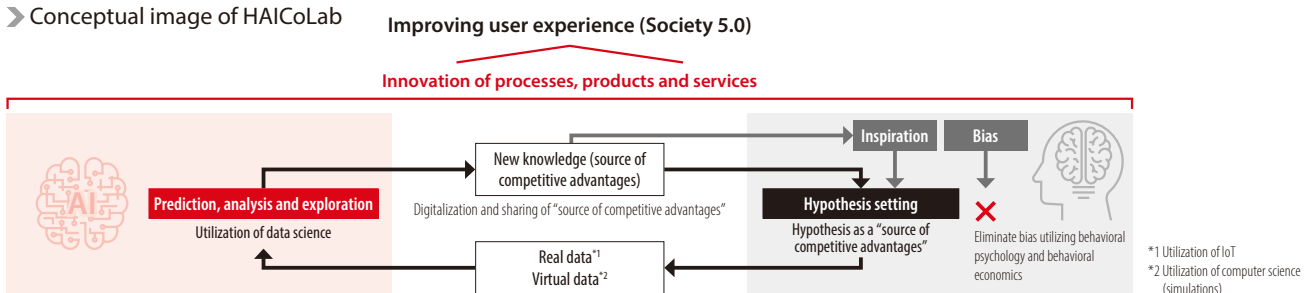 Conceptual image of HAICoLab
Improving user experience (Society 5.0)
Innovation of processes, products and services
AI
Prediction, analysis and exploration
Utilization of data science
New knowledge (source of
competitive advantages)
Digitalization and sharing of “source of competitive advantages”
Real data*1
Virtual data*2
Inspiration
Bias
Hypothesis setting
Hypothesis as a “source of
competitive advantages”
Eliminate bias utilizing behavioral
psychology and behavioral
economics
*1 Utilization of IoT
*2 Utilization of computer science
(simulations)